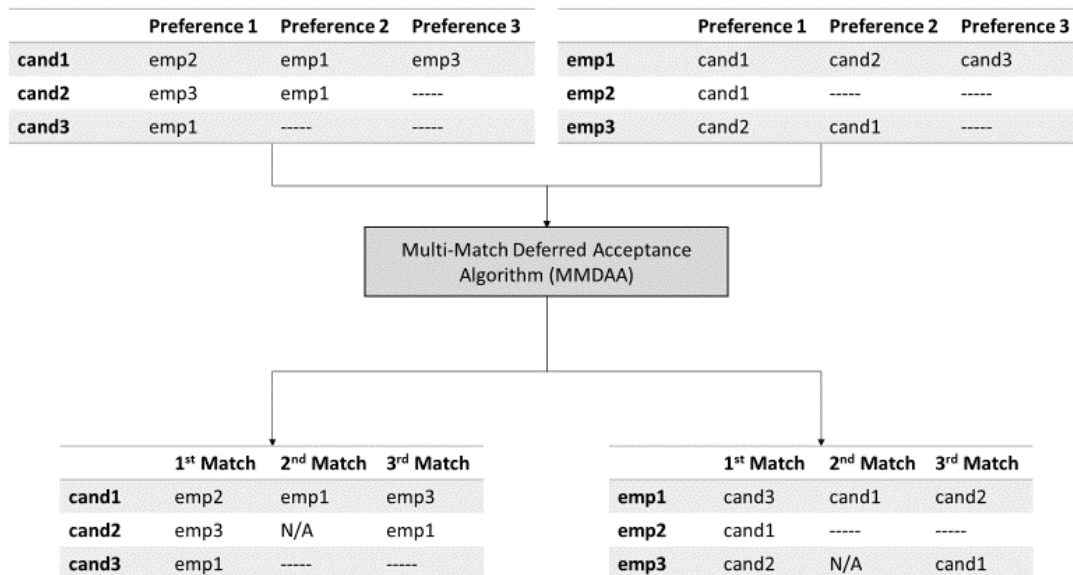 Preference 1 Preference 2 Preference 3
cand1 emp2 emp1 emp3
cand2 emp3 emp1 -----
cand3 emp1 ----- -----
Preference 1 Preference 2 Preference 3
emp1 cand1 cand2 cand3
emp2 cand1 ----- -----
emp3 cand2 cand1 -----
Multi-Match Deferred Acceptance
Algorithm (MMDAA)
1st Match 2nd Match 3rd Match
cand1 emp2 emp1 emp3
cand2 emp3 N/A emp1
cand3 emp1 ----- -----
1st Match 2nd Match 3rd Match
emp1 cand3 cand1 cand2
emp2 cand1 ----- -----
emp3 cand2 N/A cand1